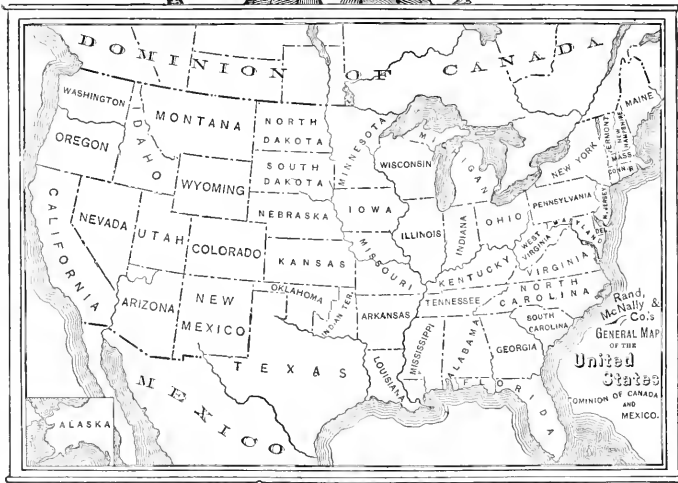 DOMINION OF CANADA
WASHINGTON
MONTANA
NORTH
DAKOTA
MINNESOTA
MICHIGAN
MAINE
OREGON
IDAHO
SOUTH
DAKOTA
WISCONSIN
VERMONT
NEW
HAMPSHIRE
NEW YORK
MASS.
CONN.
R
WYOMING
NEBRASKA
IOWA
PENNSYLVANIA
N. JERSEY
CALIFORNIA
NEVADA
UTAH
COLORADO
KANSAS
MISSOURI
ILLINOIS
INDIANA
OHIO
WEST
VIRGINIA
MARYLAND
DEL.
VIRGINIA
KENTUCKY
ARIZONA
NEW
MEXICO
OKLAHOMA
INDIAN TER.
ARKANSAS
TENNESSEE
NORTH
CAROLINA
SOUTH
CAROLINA
TEXAS
LOUISIANA
MISSISSIPPI
ALABAMA
GEORGIA
FLORIDA
MEXICO
ALASKA
Rand,
McNally &
Co.'s
GENERAL MAP
OF THE
United
States
DOMINION OF CANADA
AND
MEXICO.